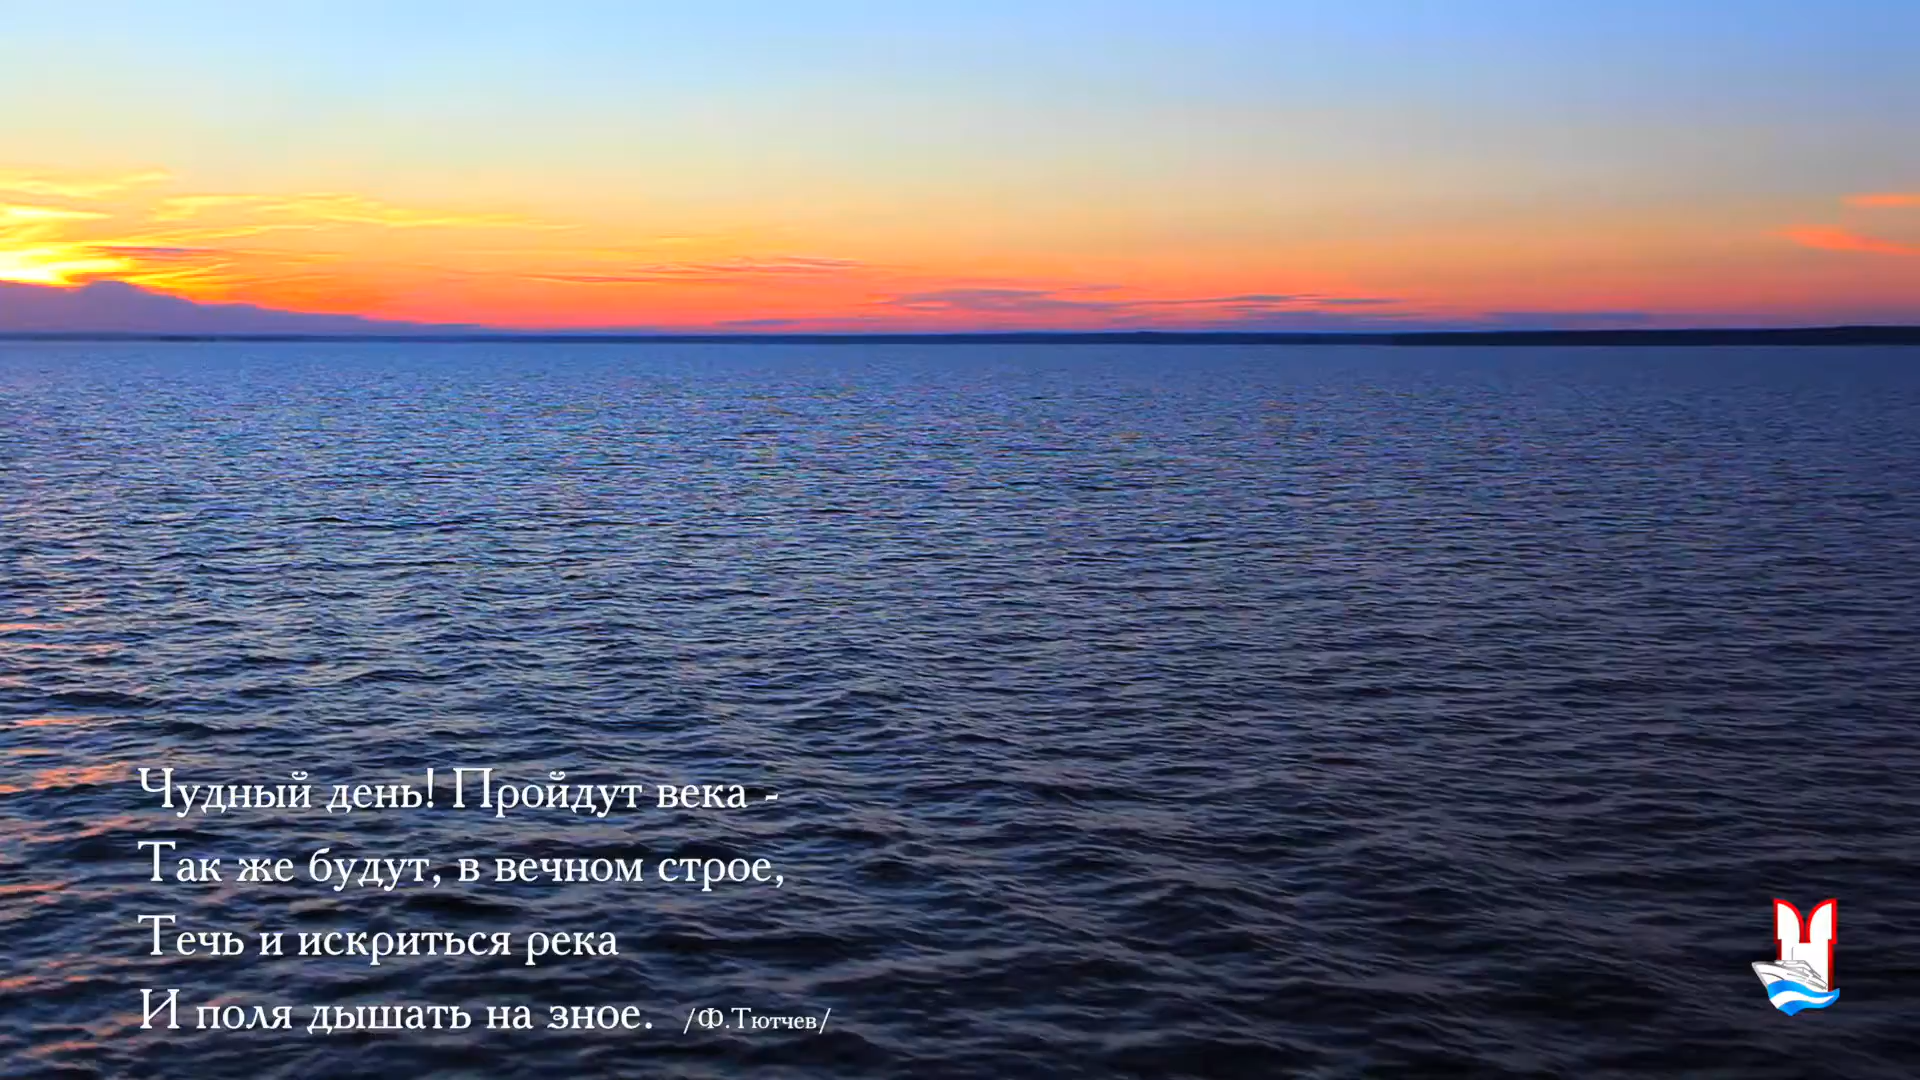 Чудный день! Пройдут века -
Так же будут, в вечном строе,
Течь и искриться река
И поля дышать на зное. /Ф.Тютчев/